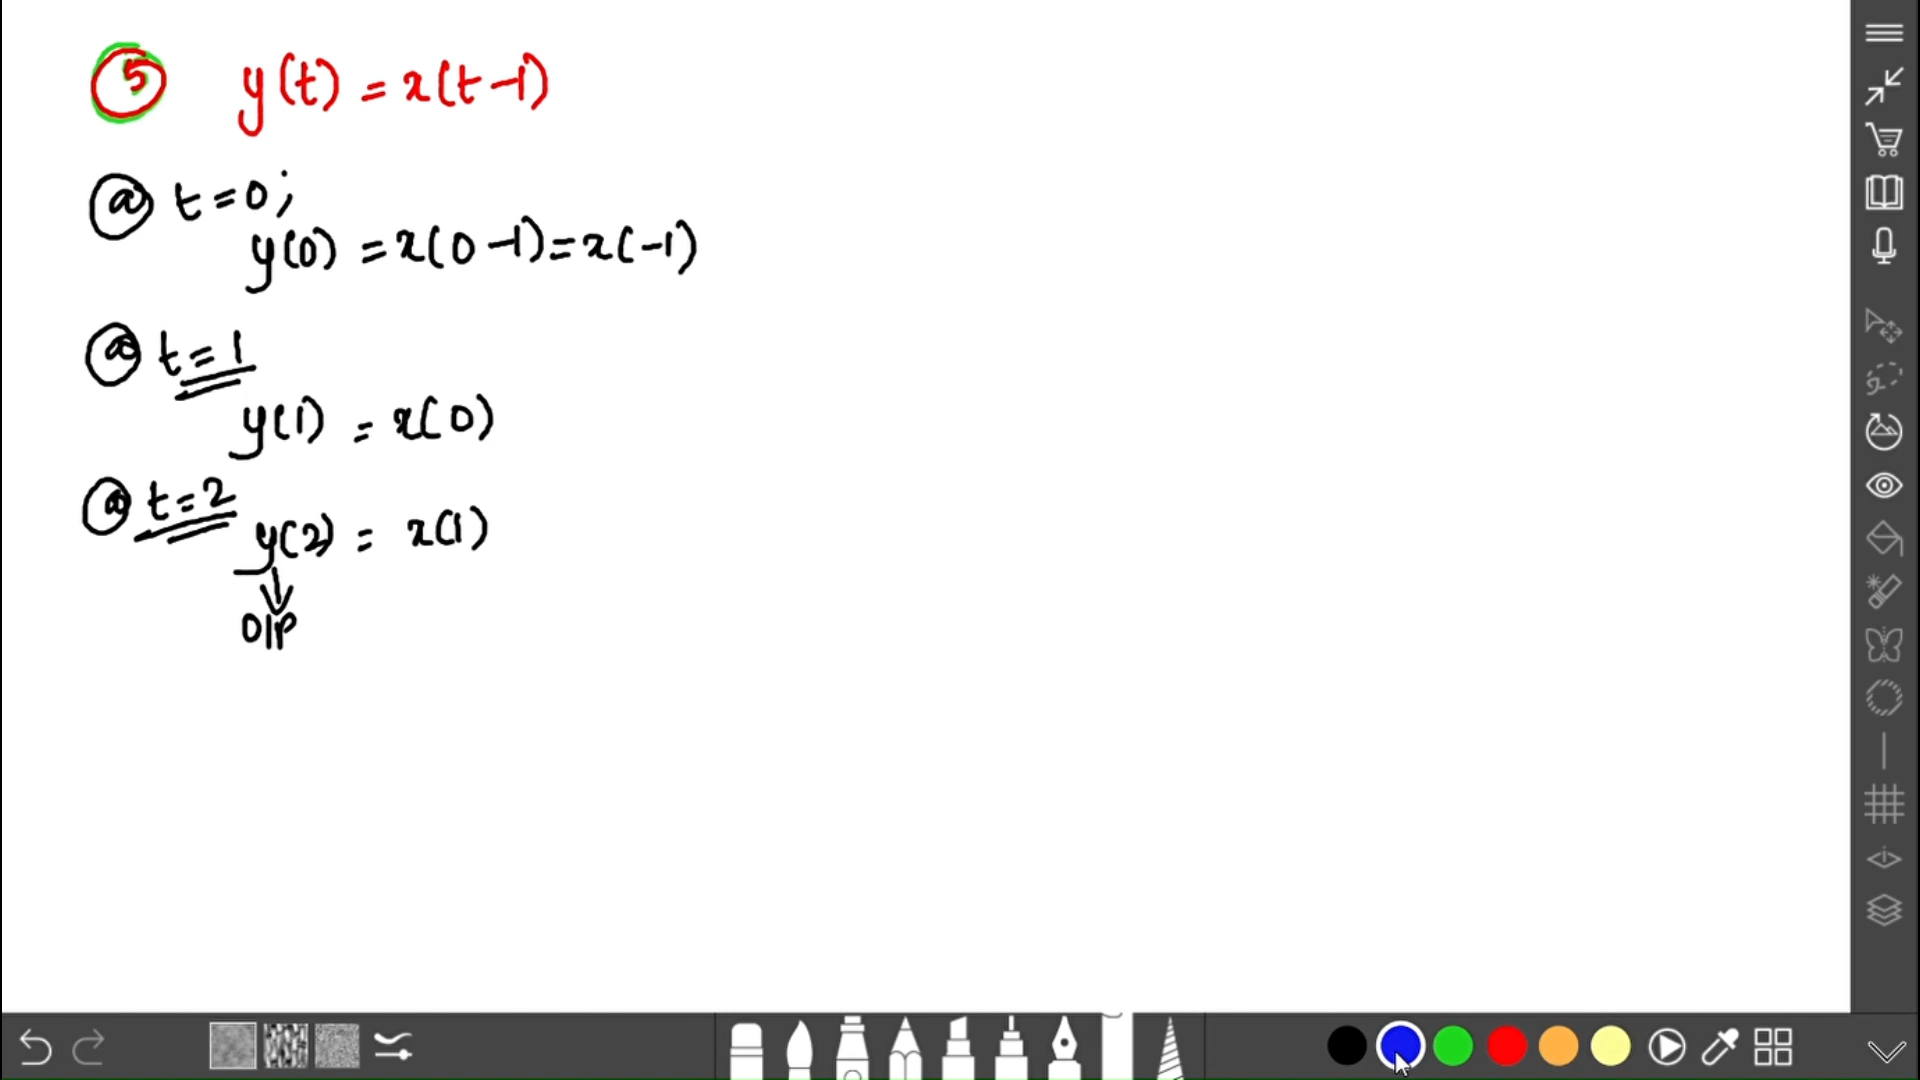 5 y(t) = x(t-1)
@ t=0;
y(0) = x(0-1) = x(-1)
@ t=1
y(1) = x(0)
@ t=2
y(2) = x(1)
O|P